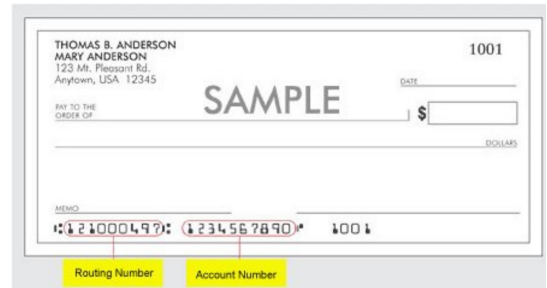 THOMAS B. ANDERSON
MARY ANDERSON
123 Mt. Pleasant Rd.
Anytown, USA 12345
1001
DATE
SAMPLE
PAY TO THE
ORDER OF
$
DOLLARS
MEMO
⑆121000497⑆ 1234567890⑈ 1001
Routing Number
Account Number